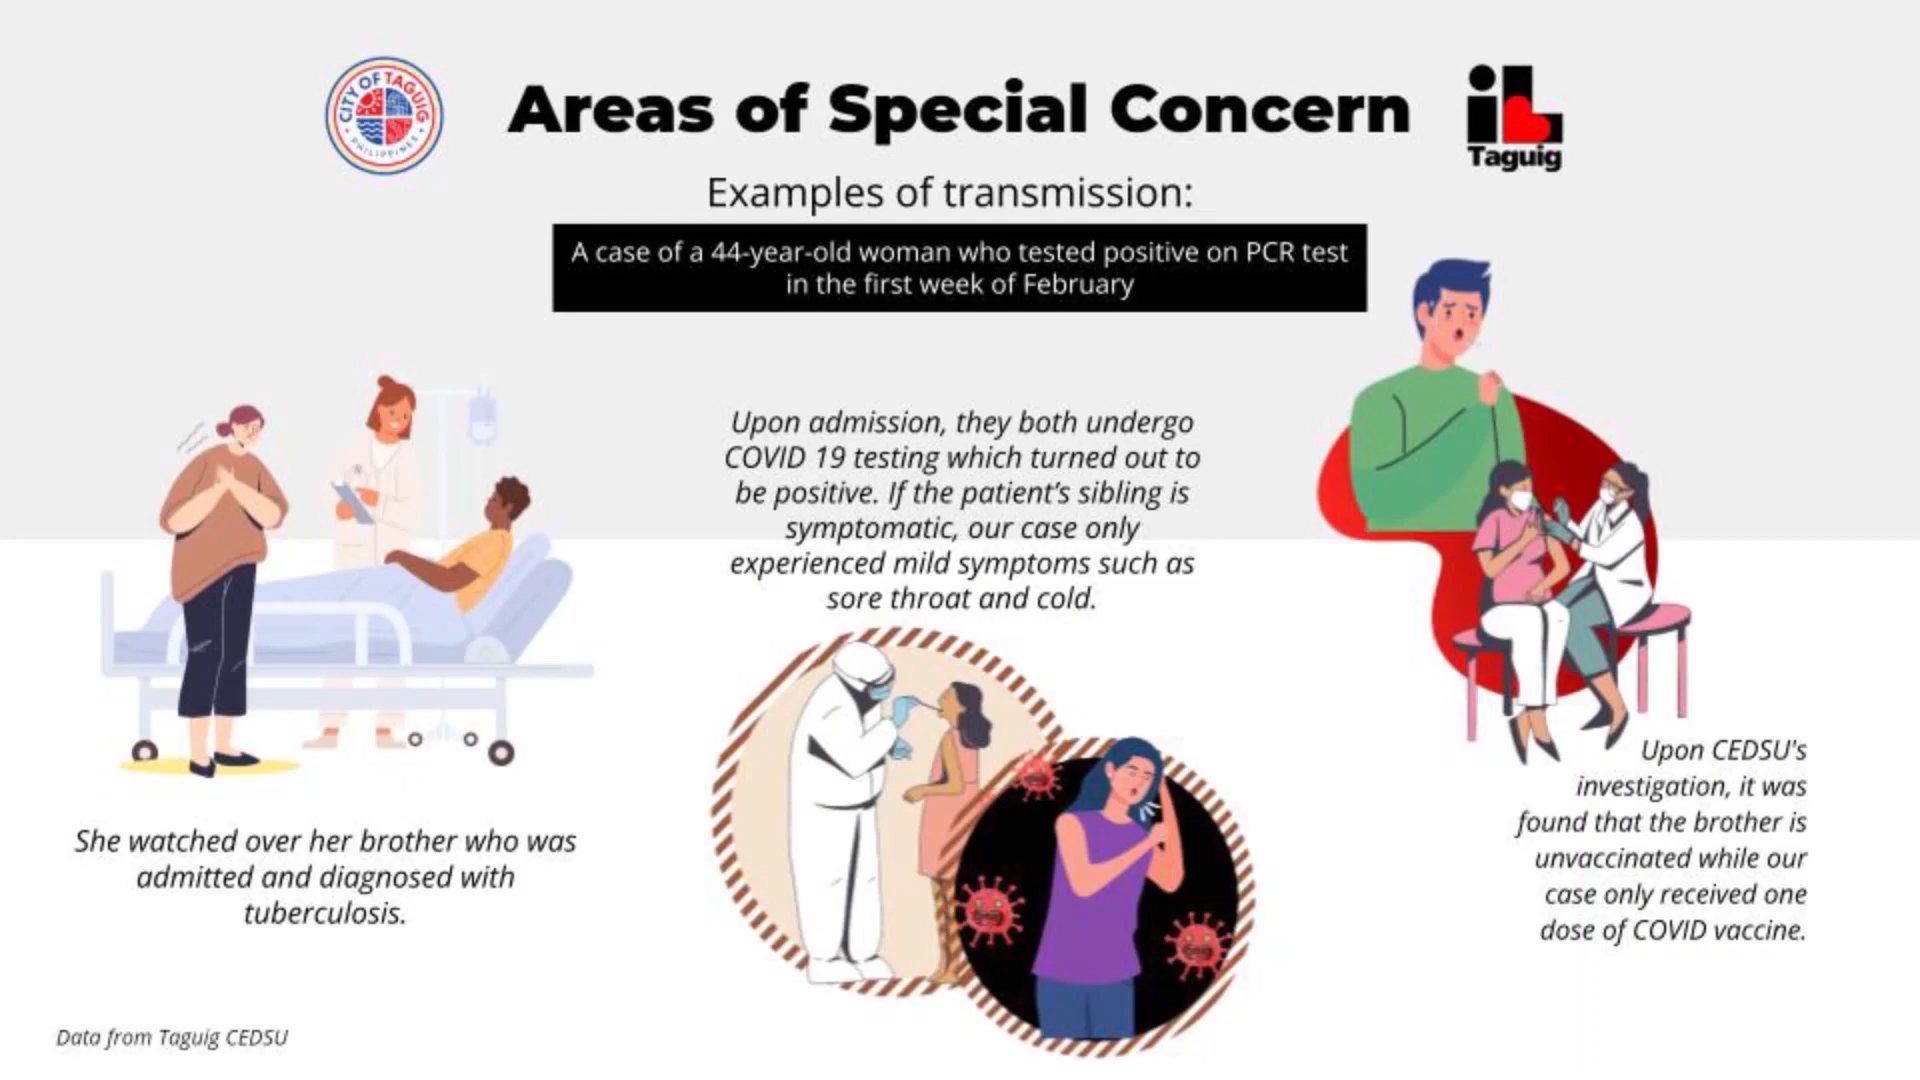 CITY OF TAGUIG
PHILIPPINES
Areas of Special Concern
iL
Taguig
Examples of transmission:
A case of a 44-year-old woman who tested positive on PCR test
in the first week of February
She watched over her brother who was
admitted and diagnosed with
tuberculosis.
Upon admission, they both undergo
COVID 19 testing which turned out to
be positive. If the patient's sibling is
symptomatic, our case only
experienced mild symptoms such as
sore throat and cold.
Upon CEDSU's
investigation, it was
found that the brother is
unvaccinated while our
case only received one
dose of COVID vaccine.
Data from Taguig CEDSU